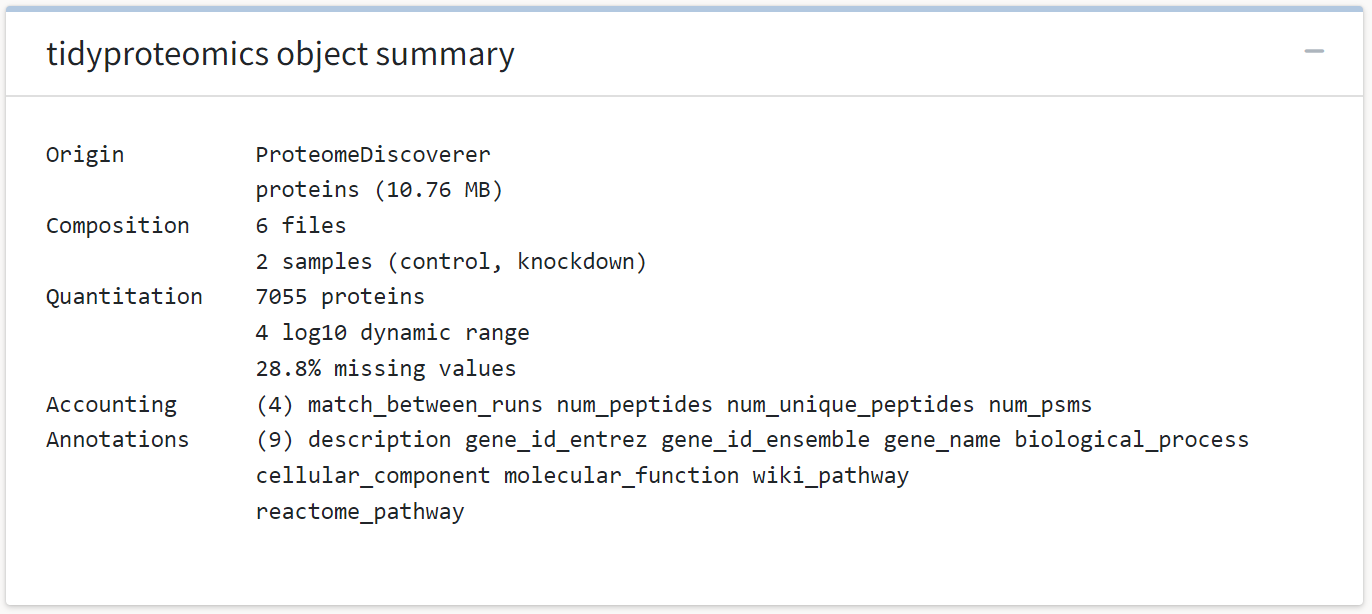 tidyproteomics object summary
Origin ProteomeDiscoverer
proteins (10.76 MB)
Composition 6 files
2 samples (control, knockdown)
Quantitation 7055 proteins
4 log10 dynamic range
28.8% missing values
Accounting (4) match_between_runs num_peptides num_unique_peptides num_psms
Annotations (9) description gene_id_entrez gene_id_ensemble gene_name biological_process
cellular_component molecular_function wiki_pathway
reactome_pathway